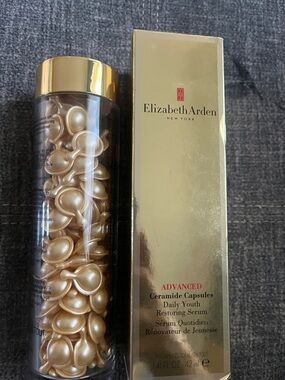 Elizabeth Arden
NEW YORK
ADVANCED
Ceramide Capsules
Daily Youth
Restoring Serum
Sérum Quotidien
Rénovateur de Jeunesse